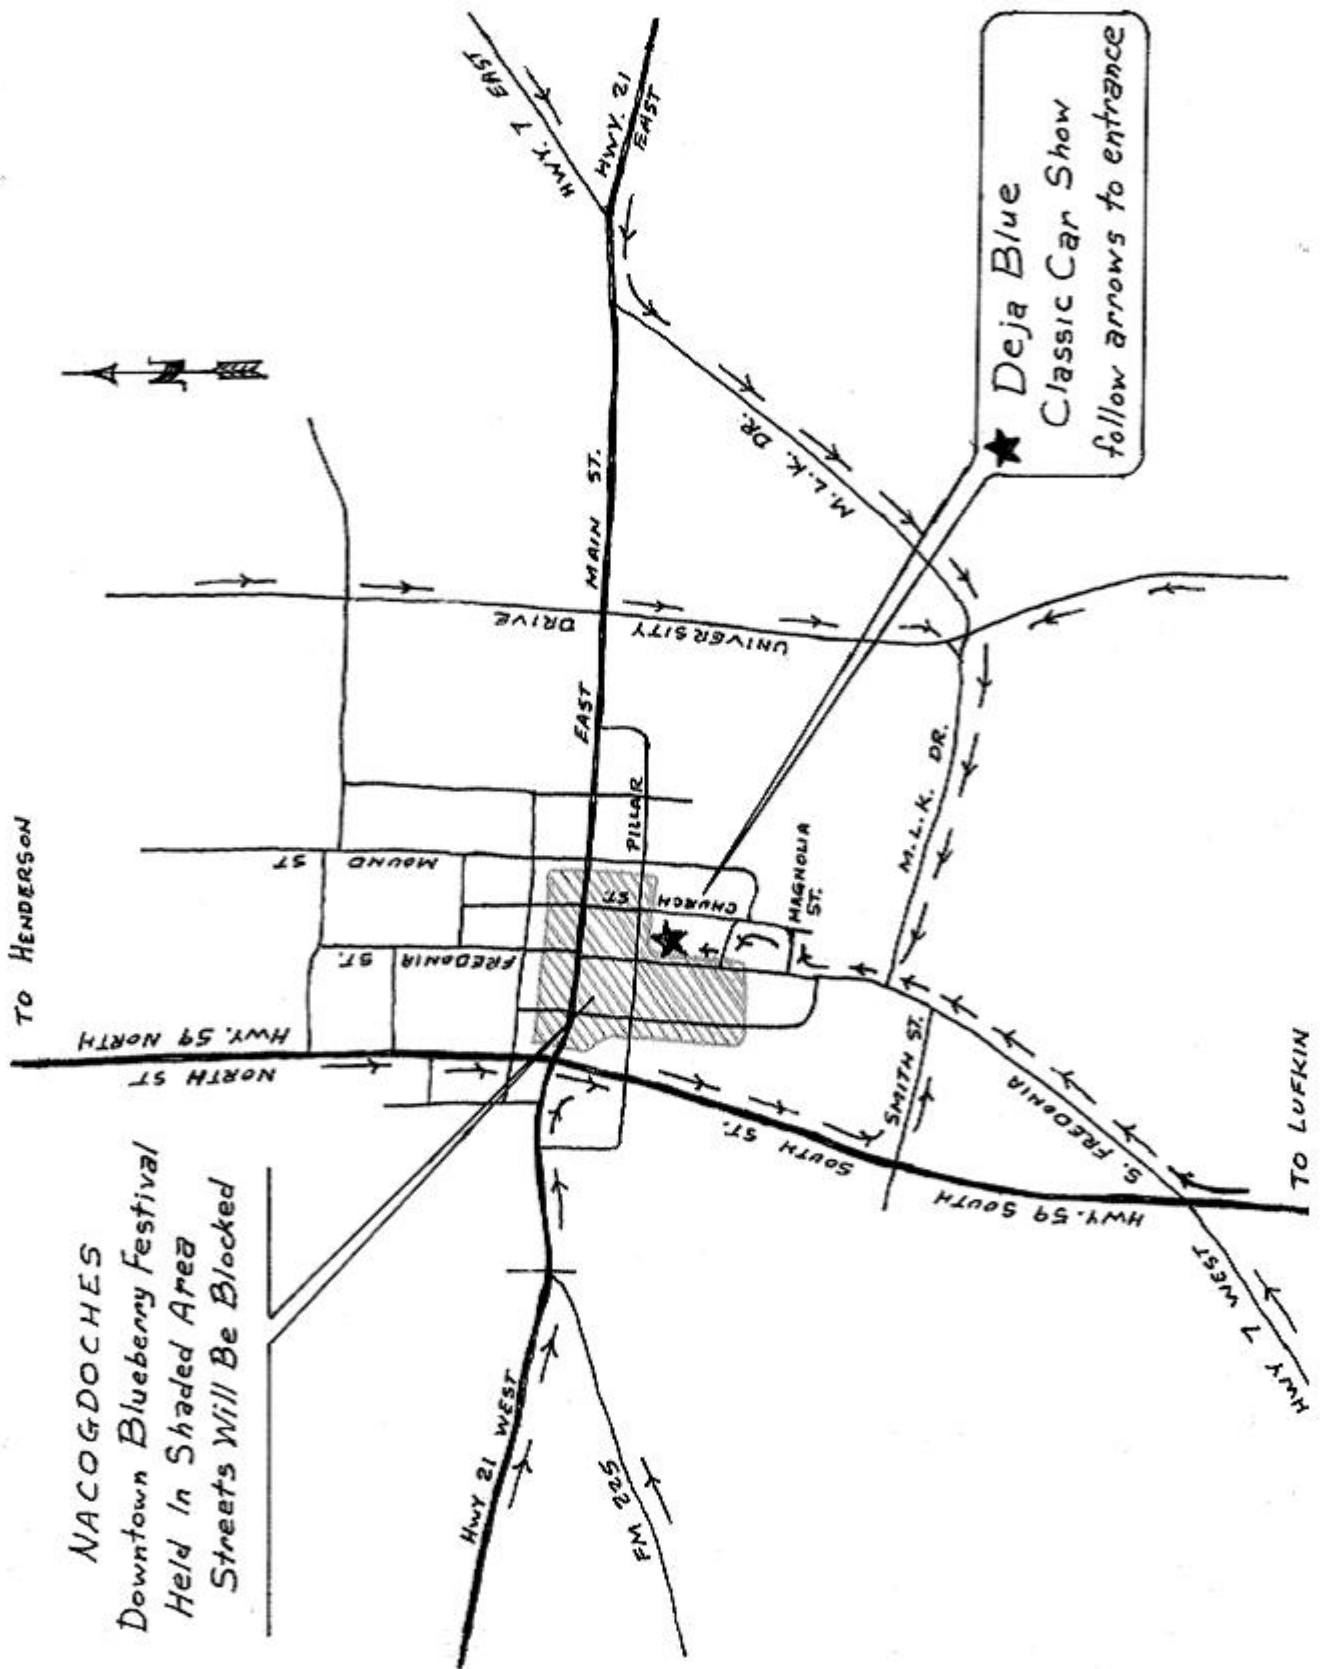 NACOGDOCHES
Downtown Blueberry Festival
Held In Shaded Area
Streets Will Be Blocked
TO HENDERSON
N
HWY. 59 NORTH
NORTH ST
FREDONIA ST.
MOUND ST
HWY. 7 EAST
HWY. 21 EAST
EAST MAIN ST.
UNIVERSITY DRIVE
PILLAR
CHURCH ST.
MAGNOLIA ST.
M.L.K. DR.
M.L.K. DR.
Hwy 21 WEST
FM 225
SOUTH ST.
SMITH ST.
S. FREDONIA
HWY. 59 SOUTH
HWY 7 WEST
TO LUFKIN
Deja Blue
Classic Car Show
follow arrows to entrance